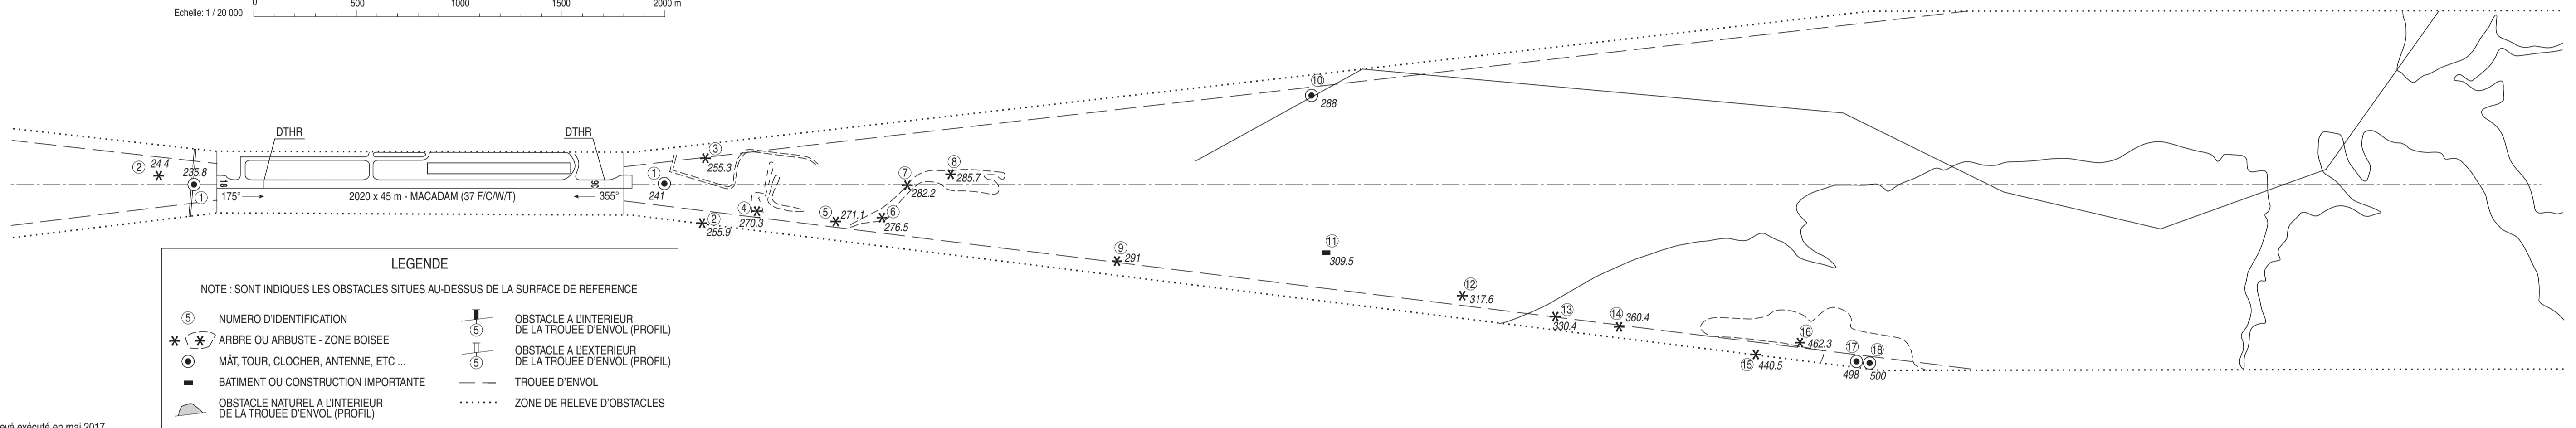 Echelle: 1 / 20 000
0 500 1000 1500 2000 m
10
288
DTHR DTHR
2 24 4
235.8
1
18
175°
2020 x 45 m - MACADAM (37 F/C/W/T)
355°
36
1
241
3
255.3
2
255.9
4
270.3
5 271.1
6
276.5
7
282.2
8
285.7
9
291
11
309.5
12
317.6
13
330.4
14 360.4
15 440.5
16
462.3
17
498
18
500
LEGENDE
NOTE : SONT INDIQUES LES OBSTACLES SITUES AU-DESSUS DE LA SURFACE DE REFERENCE
5 NUMERO D'IDENTIFICATION
ARBRE OU ARBUSTE - ZONE BOISEE
MÂT, TOUR, CLOCHER, ANTENNE, ETC ...
BATIMENT OU CONSTRUCTION IMPORTANTE
OBSTACLE NATUREL A L'INTERIEUR
DE LA TROUEE D'ENVOL (PROFIL)
5
OBSTACLE A L'INTERIEUR
DE LA TROUEE D'ENVOL (PROFIL)
5
OBSTACLE A L'EXTERIEUR
DE LA TROUEE D'ENVOL (PROFIL)
TROUEE D'ENVOL
ZONE DE RELEVE D'OBSTACLES
evé exécuté en mai 2017